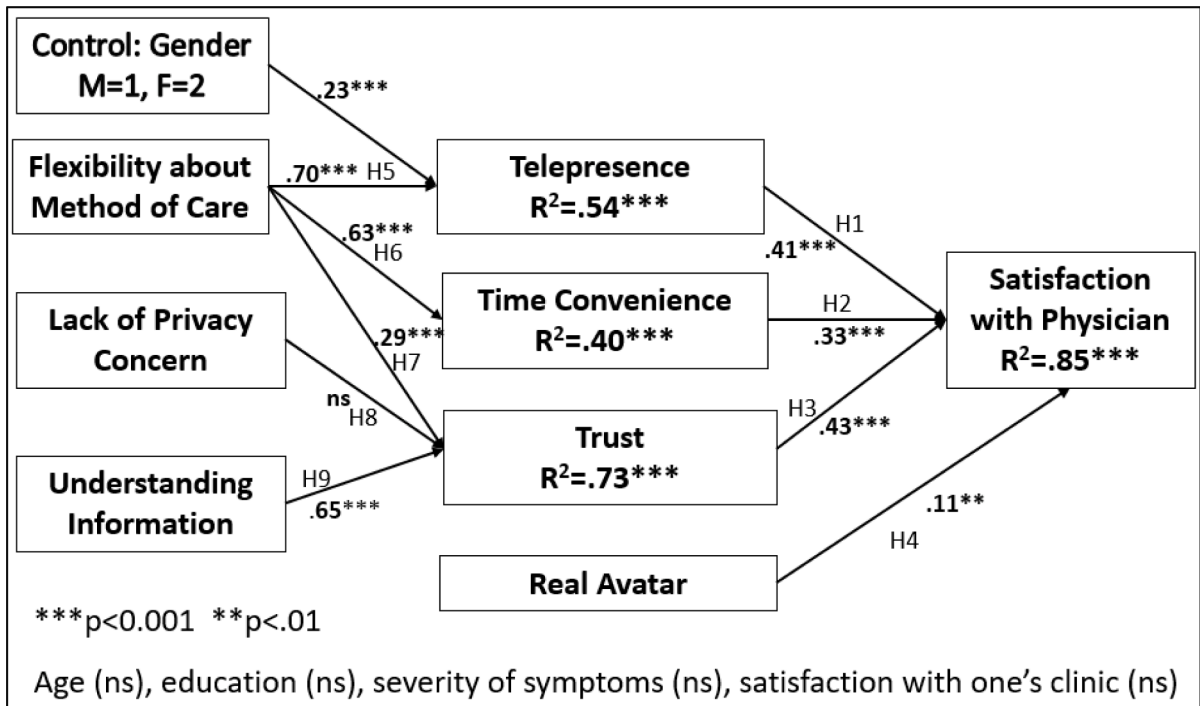 Control: Gender
M=1, F=2
.23***
Flexibility about
Method of Care
.70*** H5
Telepresence
R²=.54***
.63***
H6
H1
.41***
Time Convenience
R²=.40***
H2
.33***
Satisfaction
with Physician
R²=.85***
Lack of Privacy
Concern
.29***
H7
ns
H8
H3
.43***
Trust
R²=.73***
Understanding
Information
H9
.65***
.11**
H4
Real Avatar
***p<0.001 **p<.01
Age (ns), education (ns), severity of symptoms (ns), satisfaction with one’s clinic (ns)